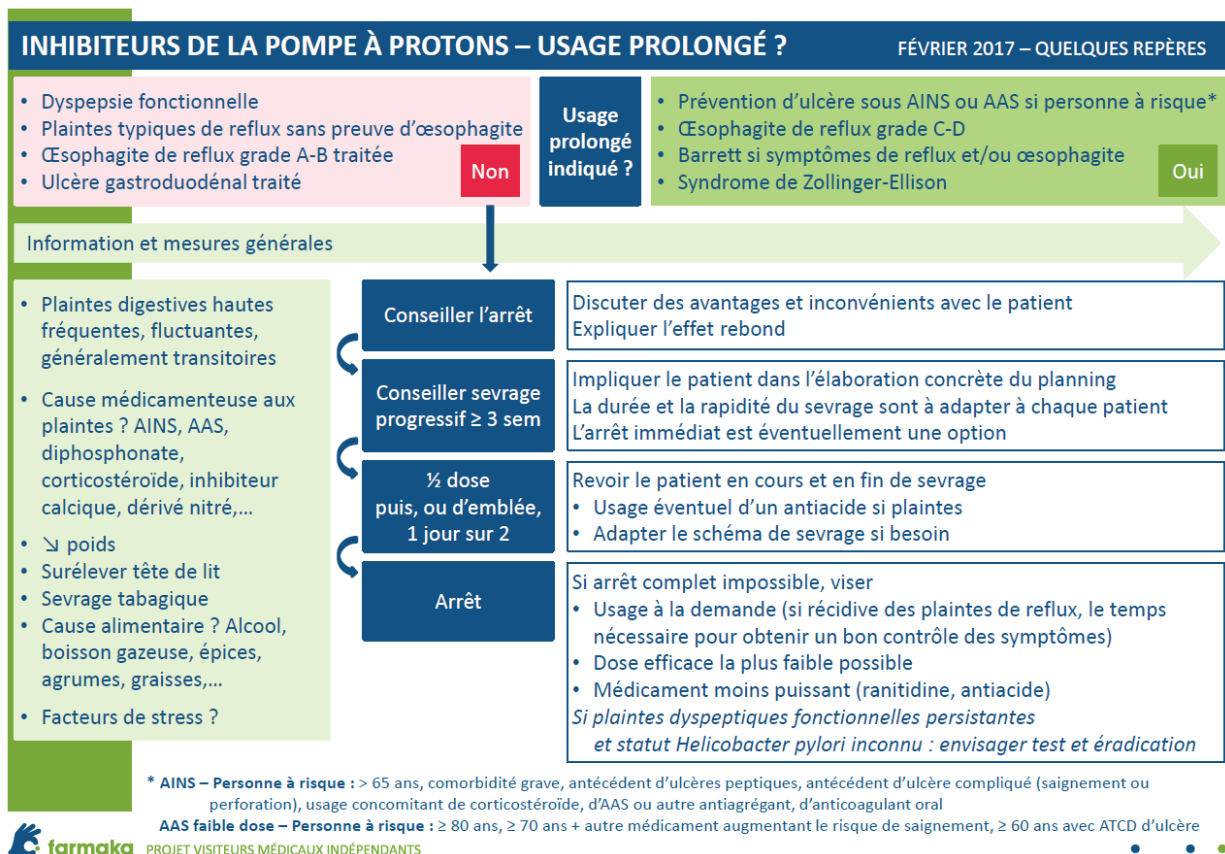 INHIBITEURS DE LA POMPE À PROTONS – USAGE PROLONGÉ ?
FÉVRIER 2017 – QUELQUES REPÈRES
• Dyspepsie fonctionnelle
• Plaintes typiques de reflux sans preuve d'œsophagite
• Œsophagite de reflux grade A-B traitée
• Ulcère gastroduodénal traité
Non
Usage
prolongé
indiqué ?
• Prévention d'ulcère sous AINS ou AAS si personne à risque*
• Œsophagite de reflux grade C-D
• Barrett si symptômes de reflux et/ou œsophagite
• Syndrome de Zollinger-Ellison
Oui
Information et mesures générales
• Plaintes digestives hautes
fréquentes, fluctuantes,
généralement transitoires
• Cause médicamenteuse aux
plaintes ? AINS, AAS,
diphosphonate,
corticostéroïde, inhibiteur
calcique, dérivé nitré,…
• ↘ poids
• Surélever tête de lit
• Sevrage tabagique
• Cause alimentaire ? Alcool,
boisson gazeuse, épices,
agrumes, graisses,…
• Facteurs de stress ?
Conseiller l'arrêt
Discuter des avantages et inconvénients avec le patient
Expliquer l'effet rebond
Conseiller sevrage
progressif ≥ 3 sem
Impliquer le patient dans l'élaboration concrète du planning
La durée et la rapidité du sevrage sont à adapter à chaque patient
L'arrêt immédiat est éventuellement une option
½ dose
puis, ou d'emblée,
1 jour sur 2
Revoir le patient en cours et en fin de sevrage
• Usage éventuel d'un antiacide si plaintes
• Adapter le schéma de sevrage si besoin
Arrêt
Si arrêt complet impossible, viser
• Usage à la demande (si récidive des plaintes de reflux, le temps
nécessaire pour obtenir un bon contrôle des symptômes)
• Dose efficace la plus faible possible
• Médicament moins puissant (ranitidine, antiacide)
Si plaintes dyspeptiques fonctionnelles persistantes
et statut Helicobacter pylori inconnu : envisager test et éradication
* AINS – Personne à risque : > 65 ans, comorbidité grave, antécédent d'ulcères peptiques, antécédent d'ulcère compliqué (saignement ou
perforation), usage concomitant de corticostéroïde, d'AAS ou autre antiagrégant, d'anticoagulant oral
AAS faible dose – Personne à risque : ≥ 80 ans, ≥ 70 ans + autre médicament augmentant le risque de saignement, ≥ 60 ans avec ATCD d'ulcère
farmaka PROJET VISITEURS MÉDICAUX INDÉPENDANTS